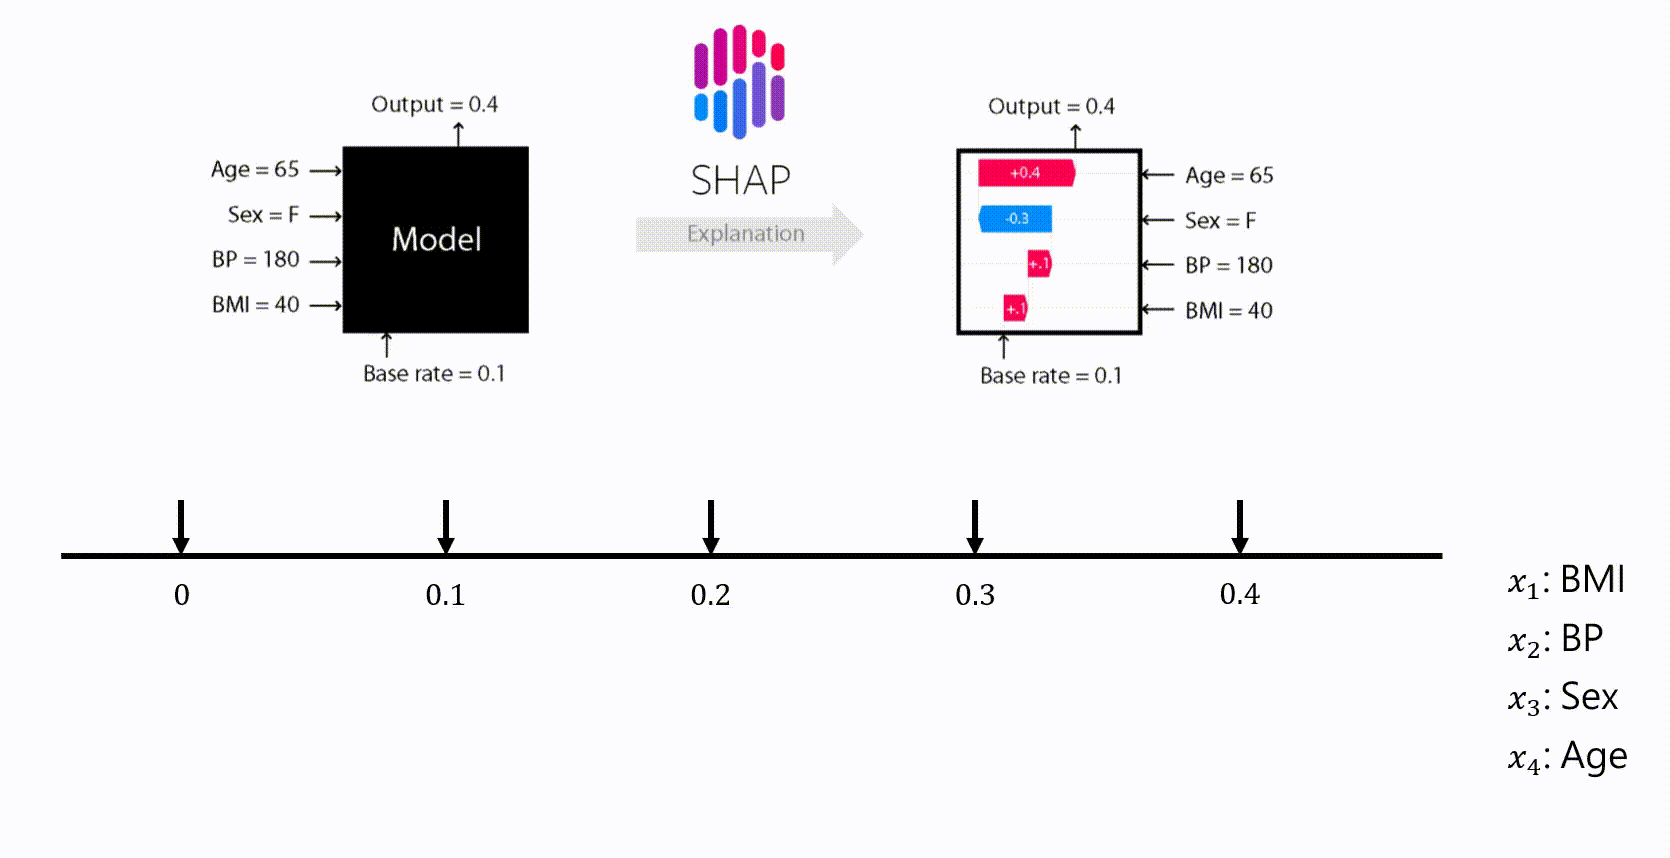 Output = 0.4
Age = 65
Sex = F
BP = 180
BMI = 40
Model
Base rate = 0.1
SHAP
Explanation
Output = 0.4
+0.4
-0.3
+.1
+.1
Age = 65
Sex = F
BP = 180
BMI = 40
Base rate = 0.1
0 0.1 0.2 0.3 0.4
x₁: BMI
x₂: BP
x₃: Sex
x₄: Age